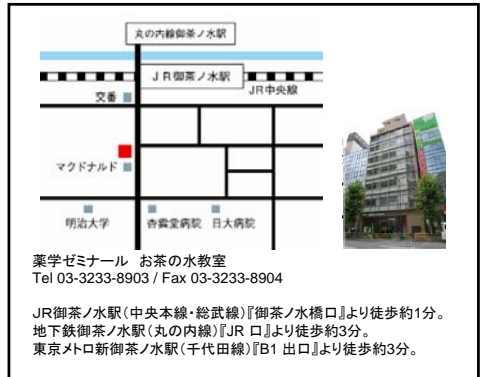 丸の内線御茶ノ水駅
JR御茶ノ水駅
JR中央線
交番
マクドナルド
明治大学
杏雲堂病院
日大病院
薬学ゼミナール お茶の水教室
Tel 03-3233-8903 / Fax 03-3233-8904
JR御茶ノ水駅(中央本線・総武線)『御茶ノ水橋口』より徒歩約1分。
地下鉄御茶ノ水駅(丸の内線)『JR 口』より徒歩約3分。
東京メトロ新御茶ノ水駅(千代田線)『B1 出口』より徒歩約3分。